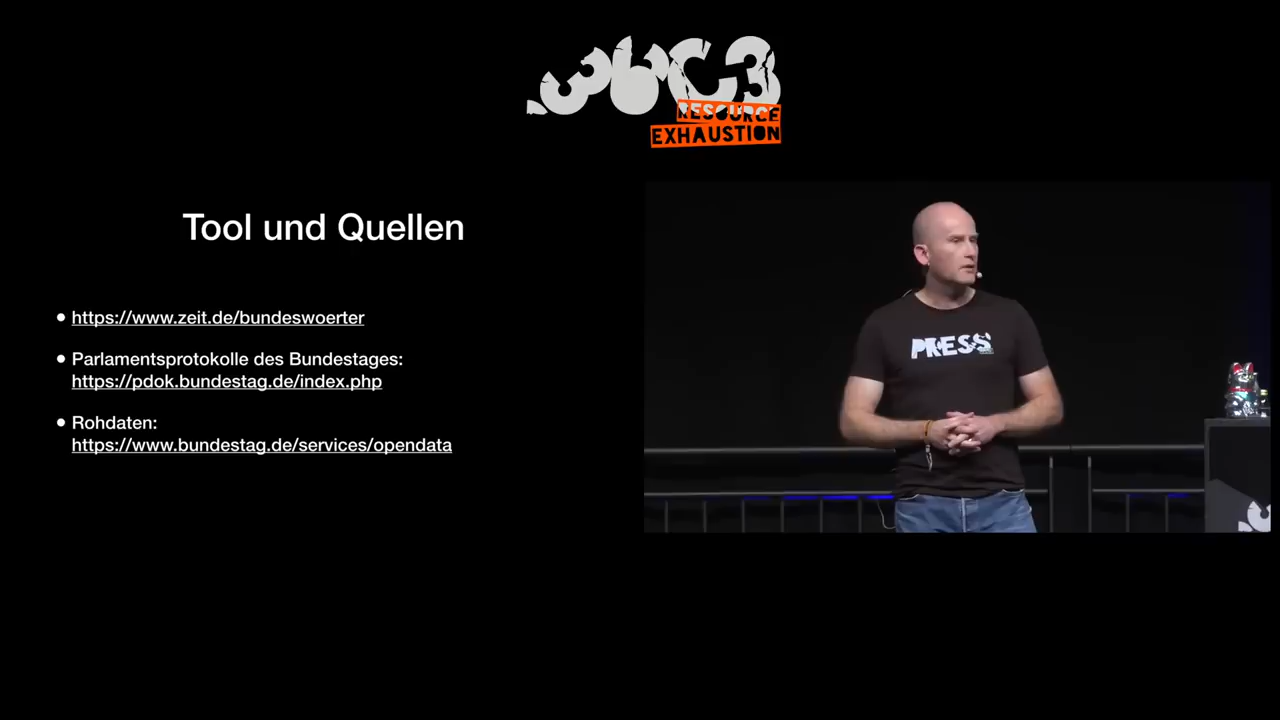 36C3
RESOURCE
EXHAUSTION
Tool und Quellen
• https://www.zeit.de/bundeswoerter
• Parlamentsprotokolle des Bundestages:
https://pdok.bundestag.de/index.php
• Rohdaten:
https://www.bundestag.de/services/opendata
PRESS